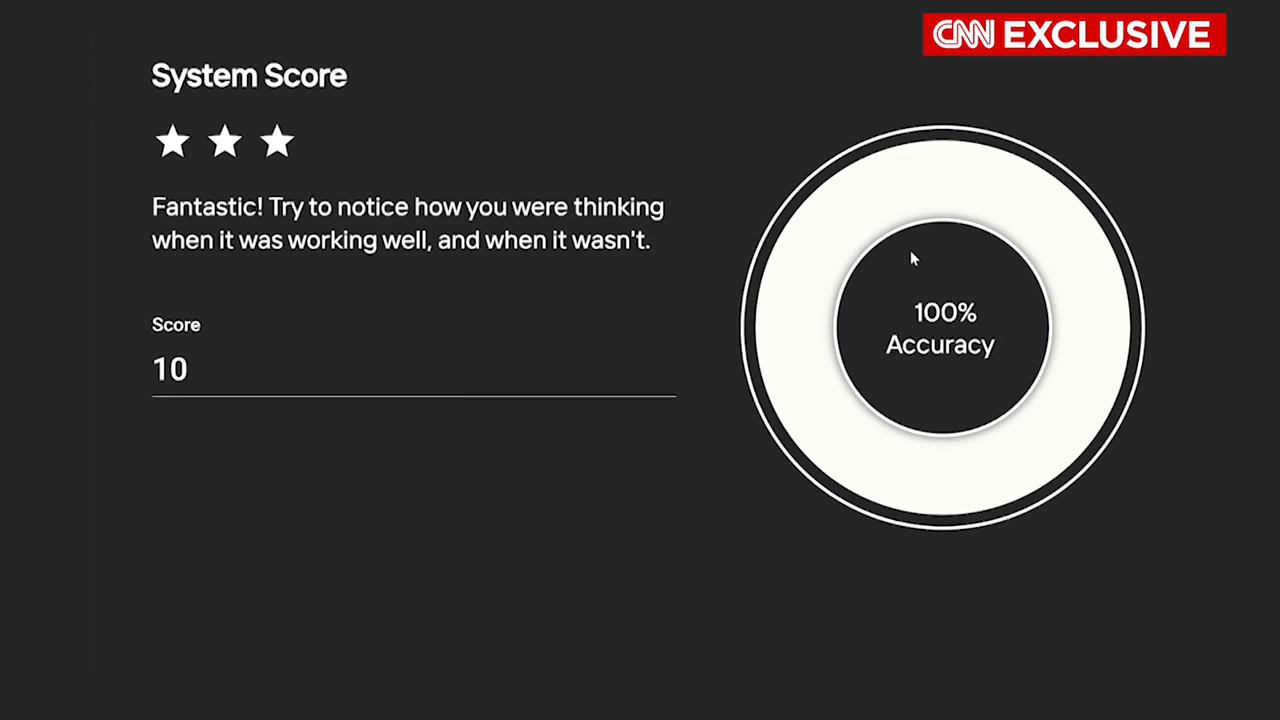 CNN EXCLUSIVE
System Score
Fantastic! Try to notice how you were thinking
when it was working well, and when it wasn't.
Score
10
100%
Accuracy